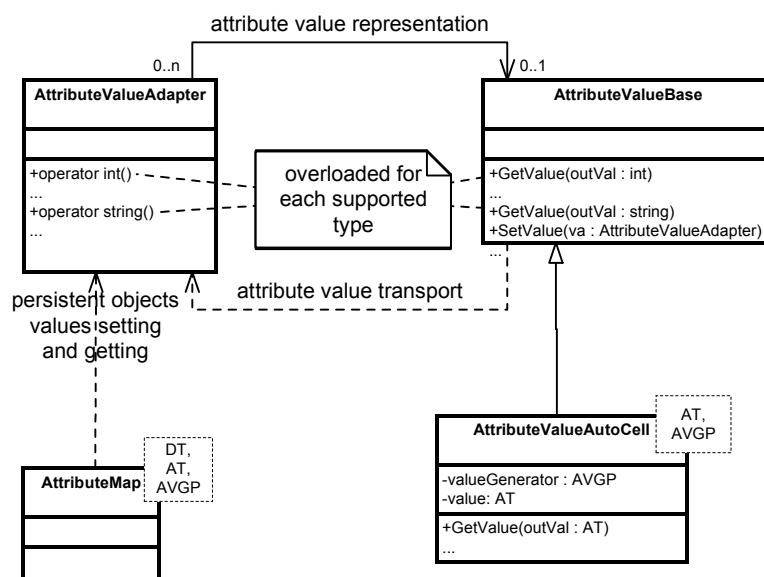 attribute value representation
0..n
0..1
AttributeValueAdapter
AttributeValueBase
+operator int()
...
+operator string()
...
overloaded for
each supported
type
+GetValue(outVal : int)
...
+GetValue(outVal : string)
+SetValue(va : AttributeValueAdapter)
...
attribute value transport
persistent objects
values setting
and getting
DT,
AT,
AVGP
AttributeMap
AT,
AVGP
AttributeValueAutoCell
-valueGenerator : AVGP
-value: AT
+GetValue(outVal : AT)
...